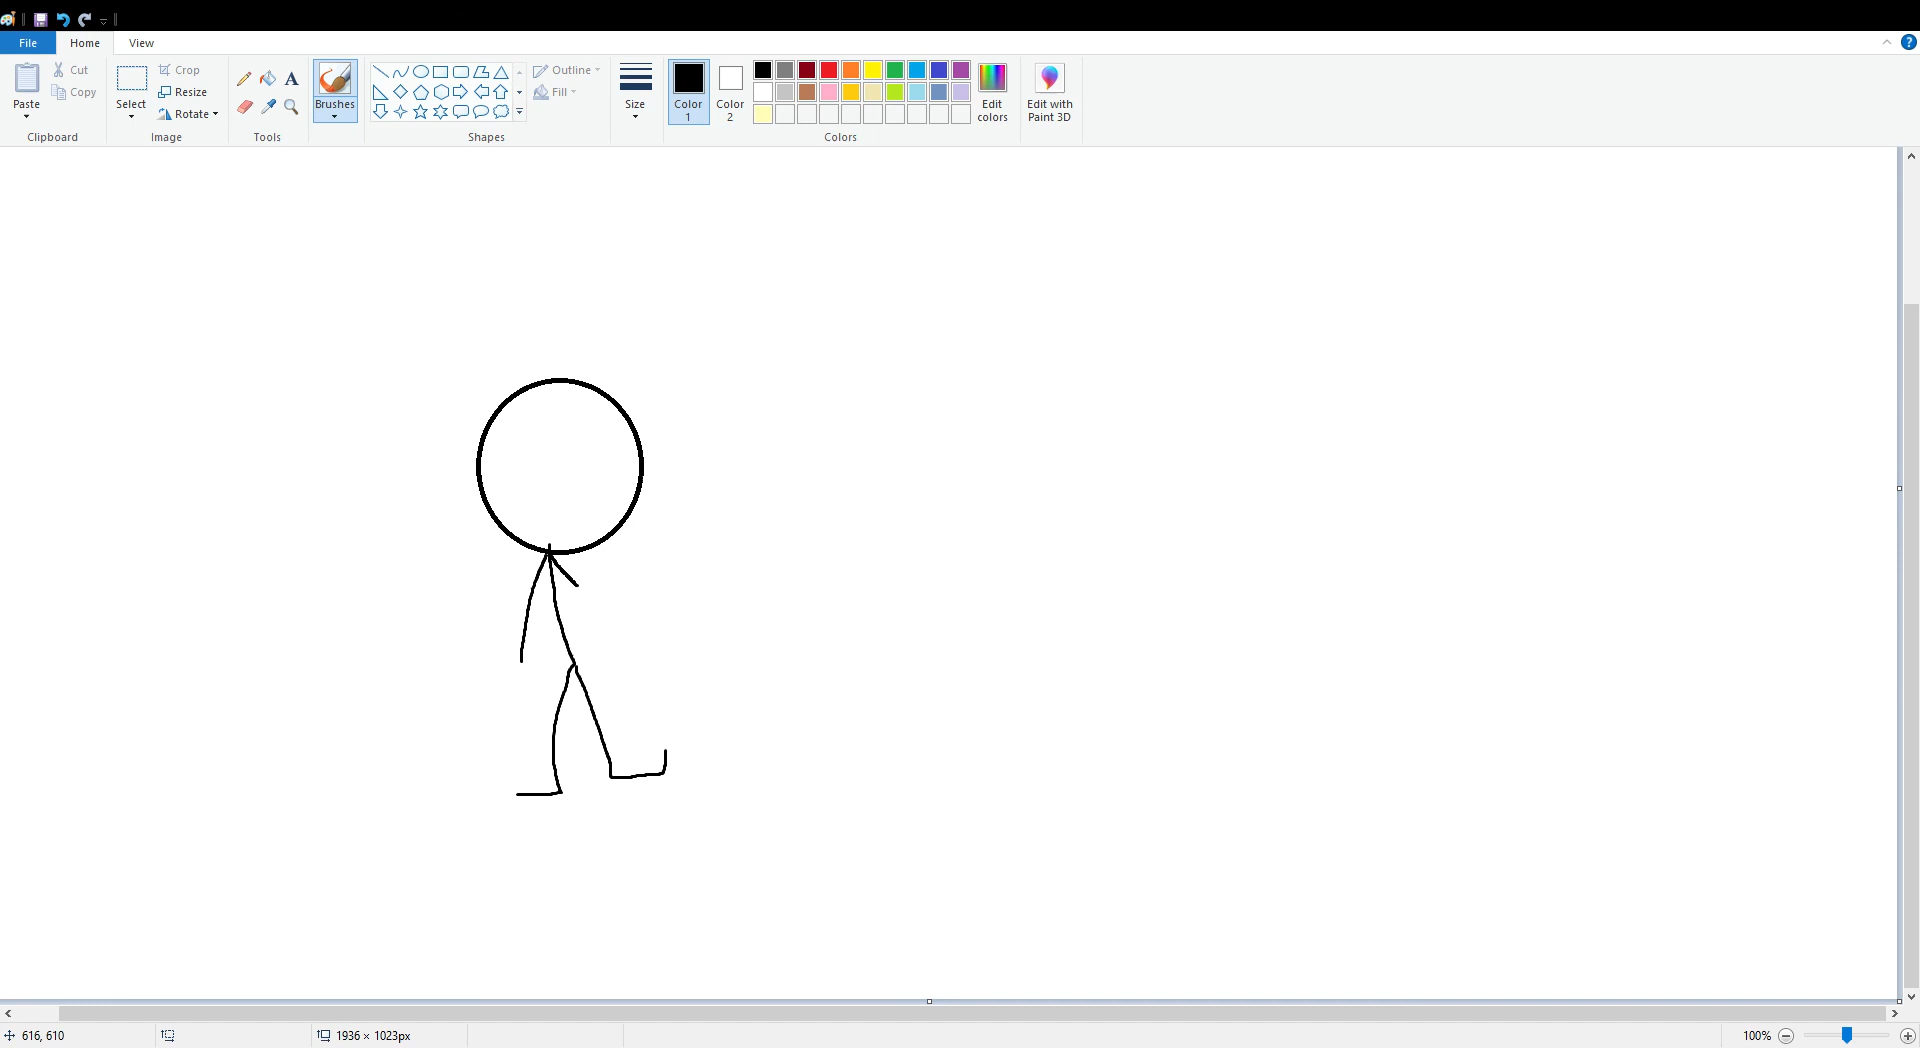 File Home View
Paste
Cut
Copy
Clipboard
Select
Crop
Resize
Rotate
Image
A
Tools
Brushes
Outline
Fill
Shapes
Size
Color 1
Color 2
Colors
Edit colors
Edit with Paint 3D
?
616, 610
1936 × 1023px
100%